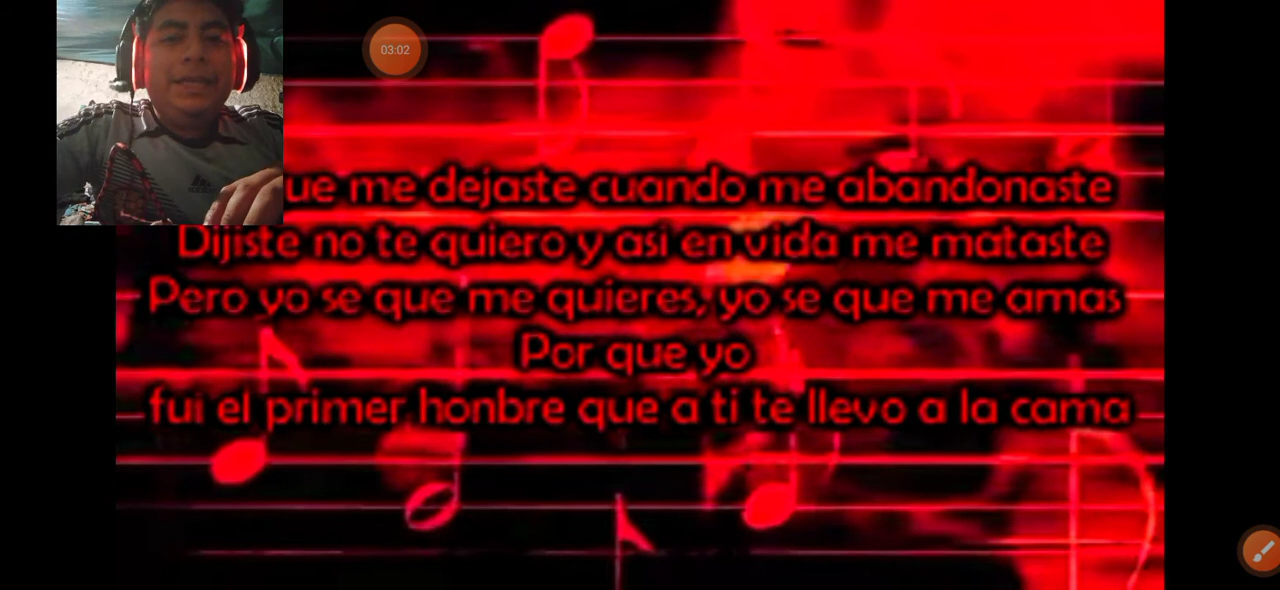 03:02
ue me dejaste cuando me abandonaste
Dijiste no te quiero y asi en vida me mataste
Pero yo se que me quieres, yo se que me amas
Por que yo
fui el primer honbre que a ti te llevo a la cama